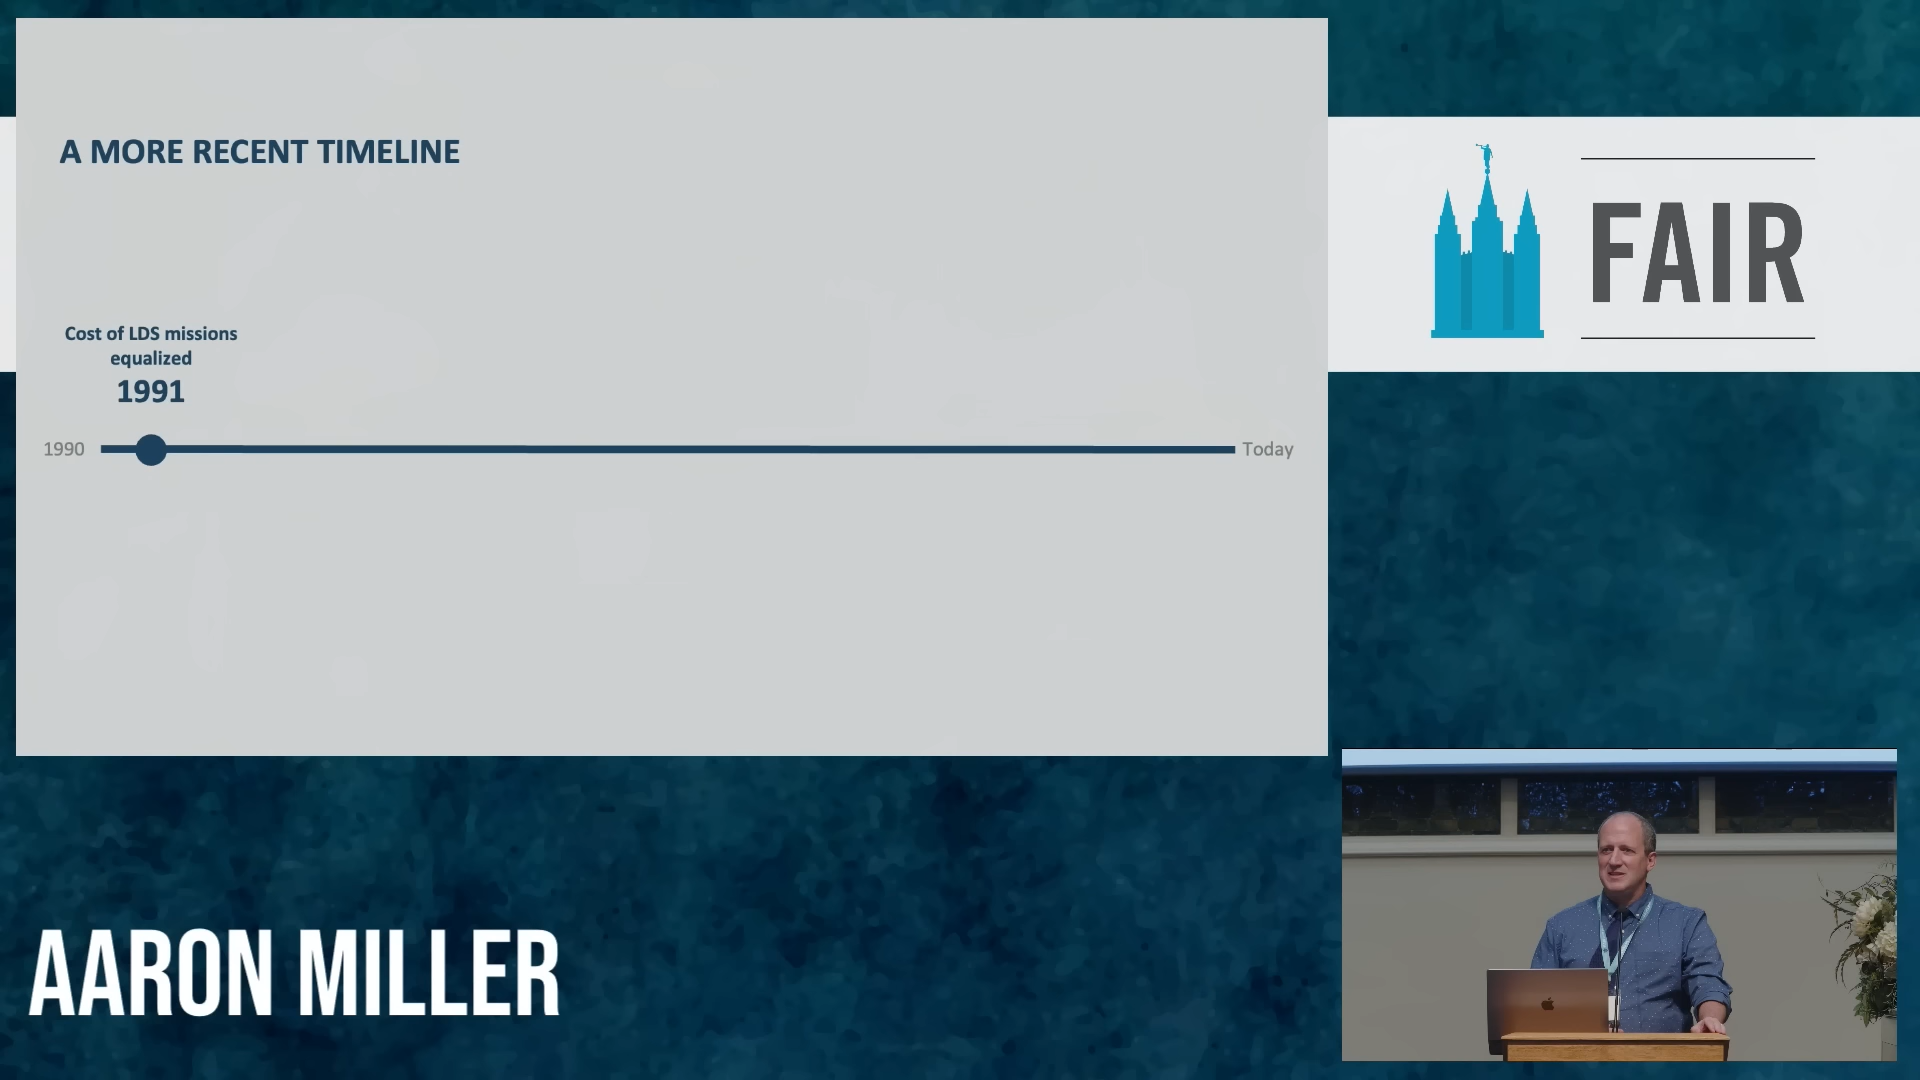 A MORE RECENT TIMELINE
Cost of LDS missions
equalized
1991
1990
Today
FAIR
AARON MILLER